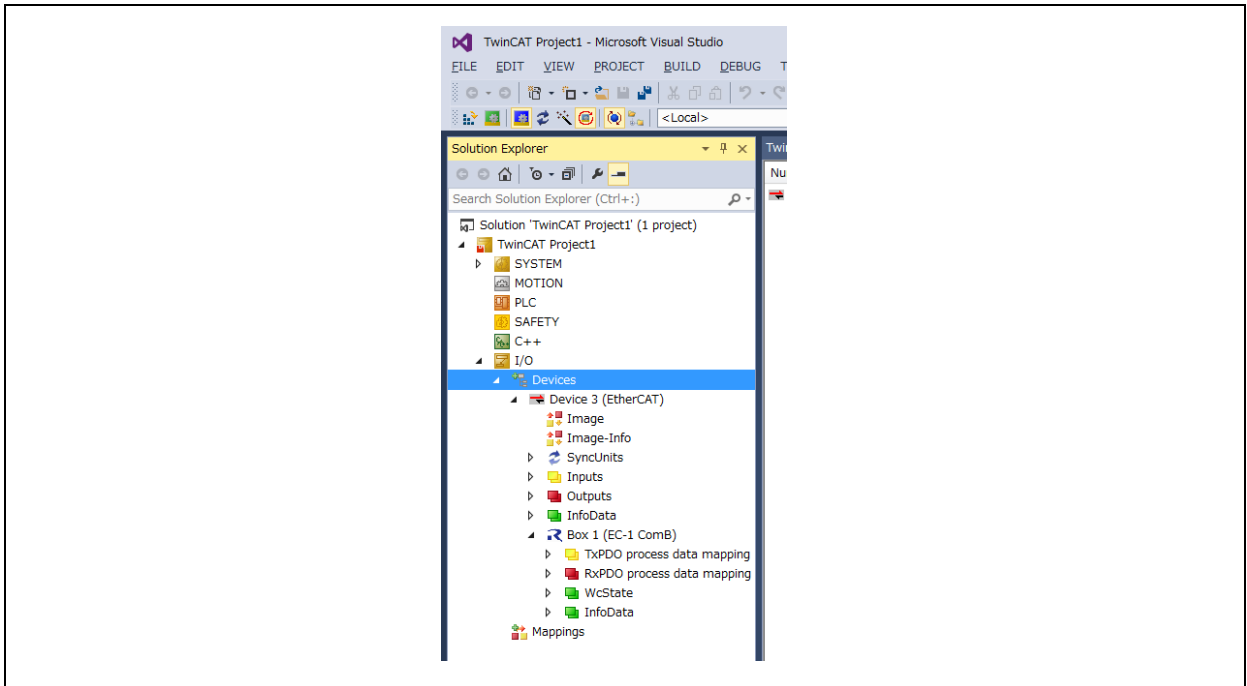 TwinCAT Project1 - Microsoft Visual Studio
FILE EDIT VIEW PROJECT BUILD DEBUG T
<Local>
Solution Explorer
Twi
Nu
Search Solution Explorer (Ctrl+:)
Solution 'TwinCAT Project1' (1 project)
TwinCAT Project1
SYSTEM
MOTION
PLC
SAFETY
C++
I/O
Devices
Device 3 (EtherCAT)
Image
Image-Info
SyncUnits
Inputs
Outputs
InfoData
Box 1 (EC-1 ComB)
TxPDO process data mapping
RxPDO process data mapping
WcState
InfoData
Mappings